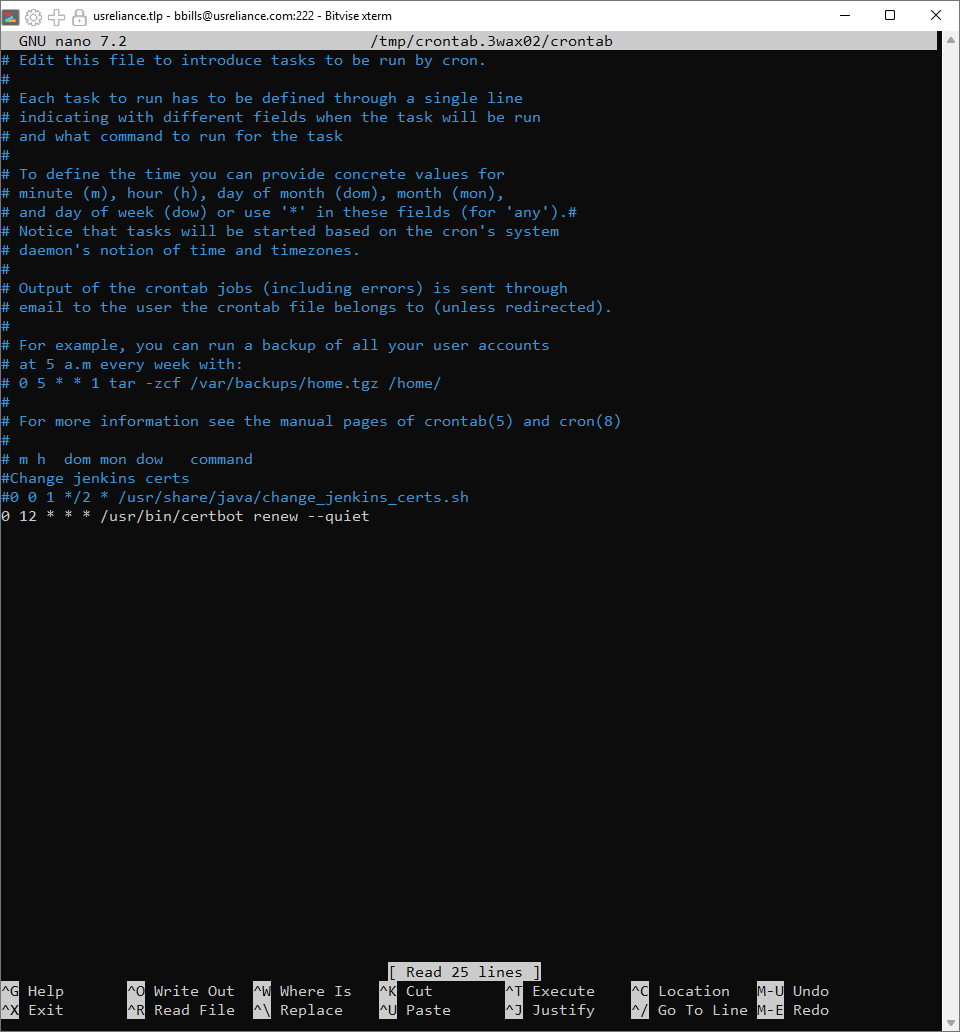 usreliance.tlp - bbills@usreliance.com:222 - Bitvise xterm
GNU nano 7.2 /tmp/crontab.3wax02/crontab
# Edit this file to introduce tasks to be run by cron.
#
# Each task to run has to be defined through a single line
# indicating with different fields when the task will be run
# and what command to run for the task
#
# To define the time you can provide concrete values for
# minute (m), hour (h), day of month (dom), month (mon),
# and day of week (dow) or use '*' in these fields (for 'any').#
# Notice that tasks will be started based on the cron's system
# daemon's notion of time and timezones.
#
# Output of the crontab jobs (including errors) is sent through
# email to the user the crontab file belongs to (unless redirected).
#
# For example, you can run a backup of all your user accounts
# at 5 a.m every week with:
# 0 5 * * 1 tar -zcf /var/backups/home.tgz /home/
#
# For more information see the manual pages of crontab(5) and cron(8)
#
# m h  dom mon dow   command
#Change jenkins certs
#0 0 1 */2 * /usr/share/java/change_jenkins_certs.sh
0 12 * * * /usr/bin/certbot renew --quiet
[ Read 25 lines ]
^G Help ^O Write Out ^W Where Is ^K Cut ^T Execute ^C Location M-U Undo
^X Exit ^R Read File ^\ Replace ^U Paste ^J Justify ^/ Go To Line M-E Redo